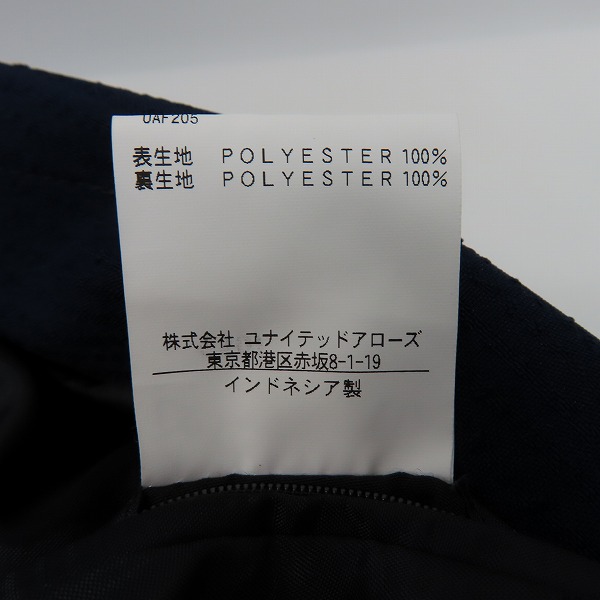 UAF205
表生地 POLYESTER 100%
裏生地 POLYESTER 100%
株式会社 ユナイテッドアローズ
東京都港区赤坂8-1-19
インドネシア製